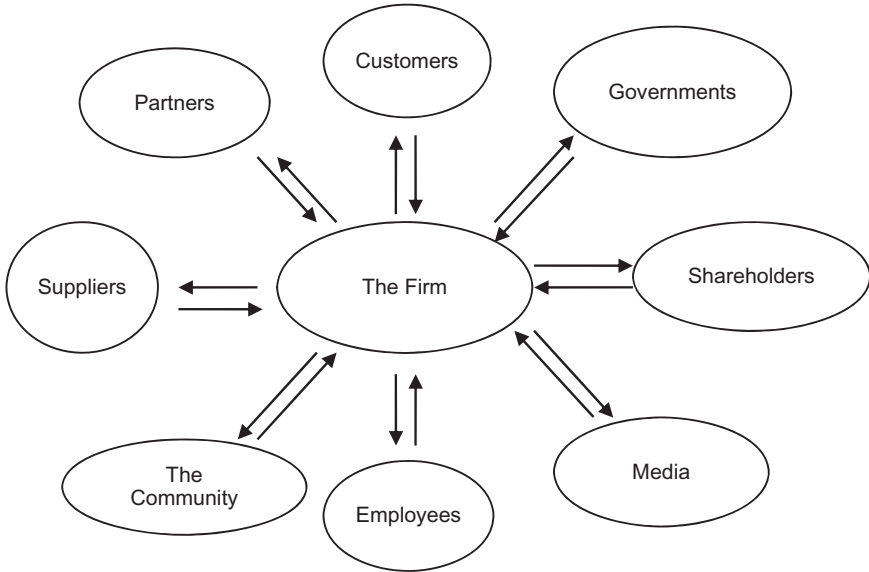 Customers
Governments
Partners
Suppliers
The Firm
Shareholders
The
Community
Employees
Media